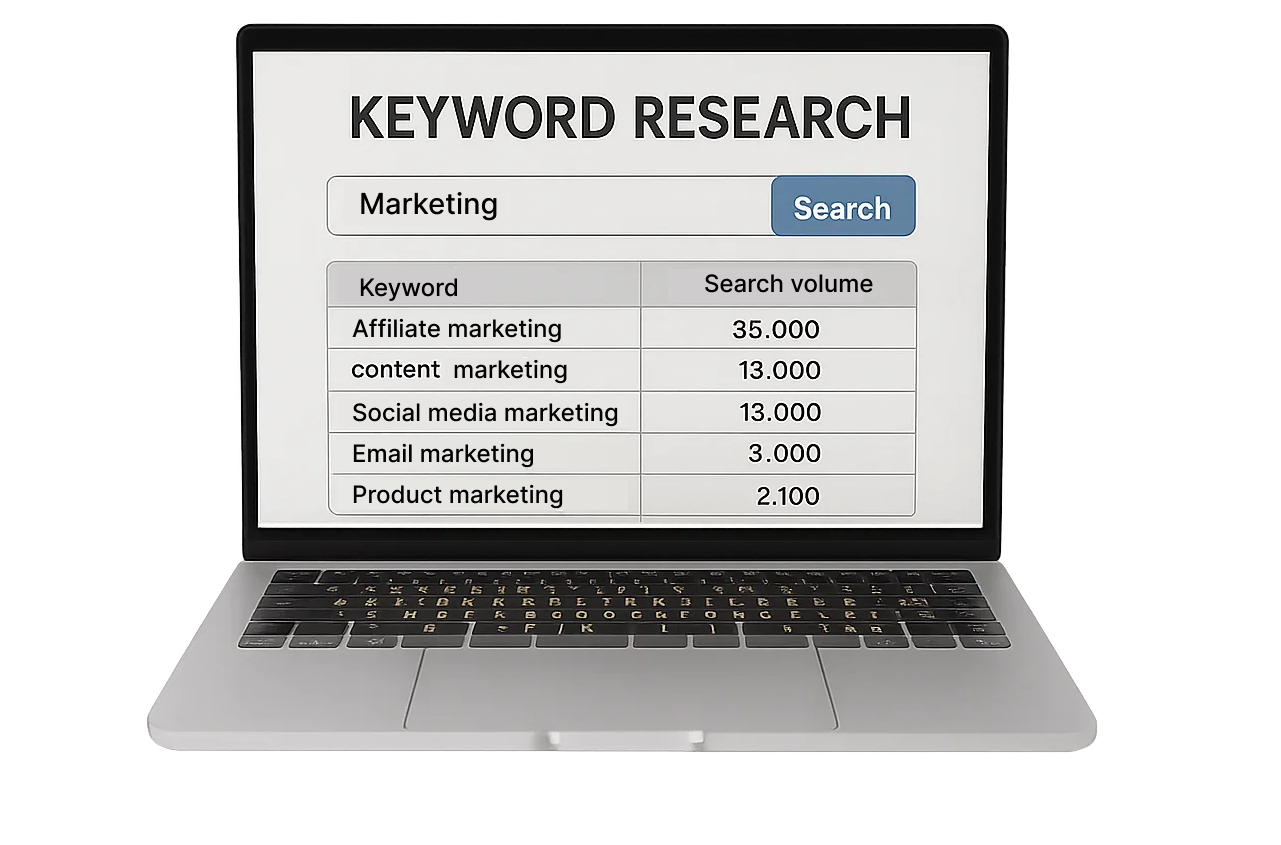 KEYWORD RESEARCH
Marketing Search
Keyword Search volume
Affiliate marketing 35.000
content marketing 13.000
Social media marketing 13.000
Email marketing 3.000
Product marketing 2.100